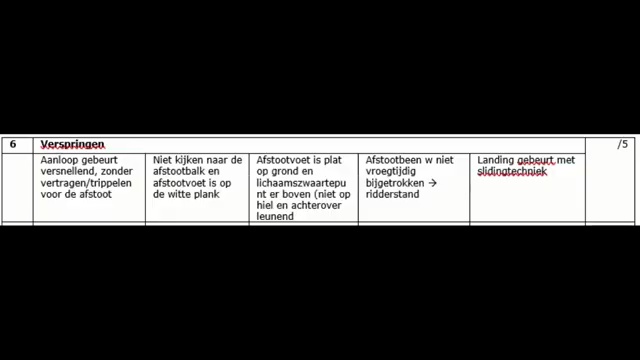 6 Verspringen /5
Aanloop gebeurt
versnellend, zonder
vertragen/trippelen
voor de afstoot
Niet kijken naar de
afstootbalk en
afstootvoet is op
de witte plank
Afstootvoet is plat
op grond en
lichaamszwaartepu
nt er boven (niet op
hiel en achterover
leunend
Afstootbeen w niet
vroegtijdig
bijgetrokken →
ridderstand
Landing gebeurt met
slidingtechniek